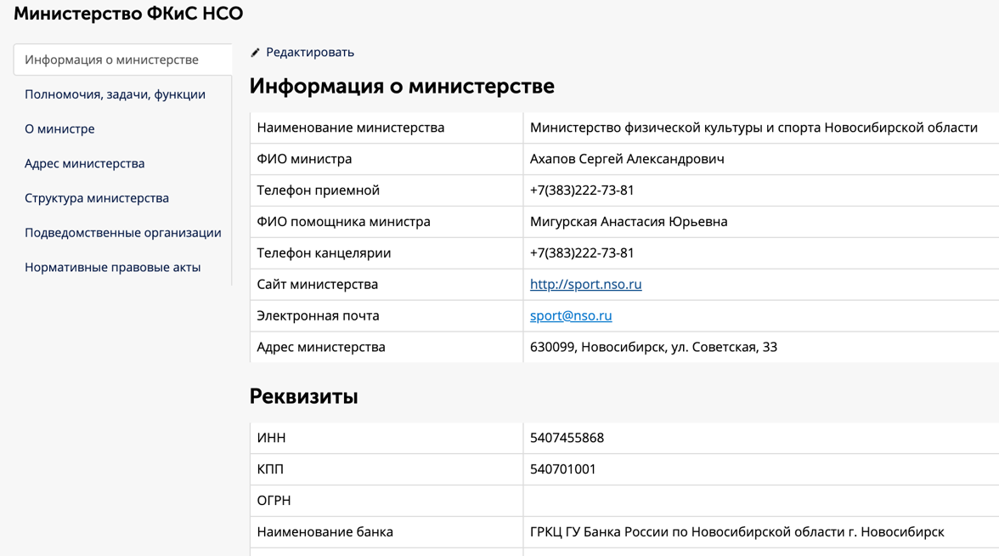 Министерство ФКиС НСО
Информация о министерстве
Полномочия, задачи, функции
О министре
Адрес министерства
Структура министерства
Подведомственные организации
Нормативные правовые акты
Редактировать
Информация о министерстве
Наименование министерства Министерство физической культуры и спорта Новосибирской области
ФИО министра Ахапов Сергей Александрович
Телефон приемной +7(383)222-73-81
ФИО помощника министра Мигурская Анастасия Юрьевна
Телефон канцелярии +7(383)222-73-81
Сайт министерства http://sport.nso.ru
Электронная почта sport@nso.ru
Адрес министерства 630099, Новосибирск, ул. Советская, 33
Реквизиты
ИНН 5407455868
КПП 540701001
ОГРН
Наименование банка ГРКЦ ГУ Банка России по Новосибирской области г. Новосибирск